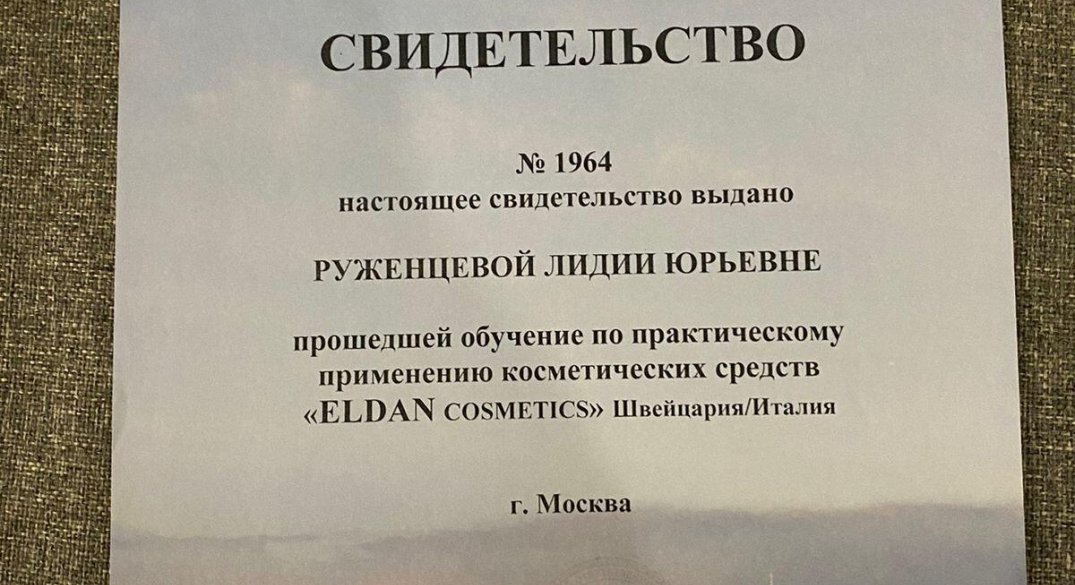 СВИДЕТЕЛЬСТВО
№ 1964
настоящее свидетельство выдано
РУЖЕНЦЕВОЙ ЛИДИИ ЮРЬЕВНЕ
прошедшей обучение по практическому
применению косметических средств
«ELDAN COSMETICS» Швейцария/Италия
г. Москва